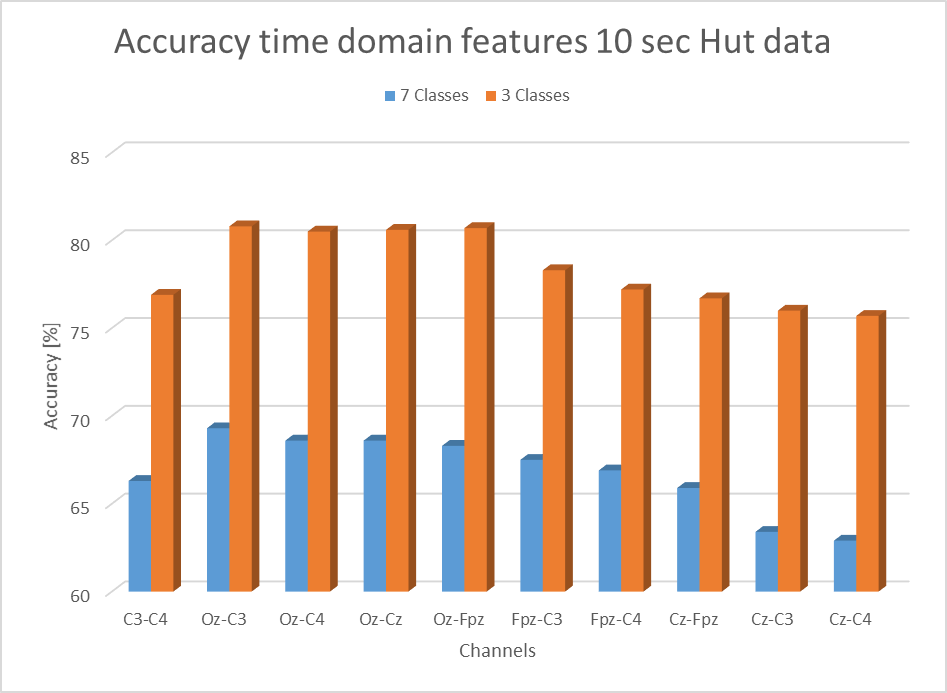 Accuracy time domain features 10 sec Hut data
7 Classes 3 Classes
85
80
75
70
65
60
Accuracy [%]
C3-C4 Oz-C3 Oz-C4 Oz-Cz Oz-Fpz Fpz-C3 Fpz-C4 Cz-Fpz Cz-C3 Cz-C4
Channels